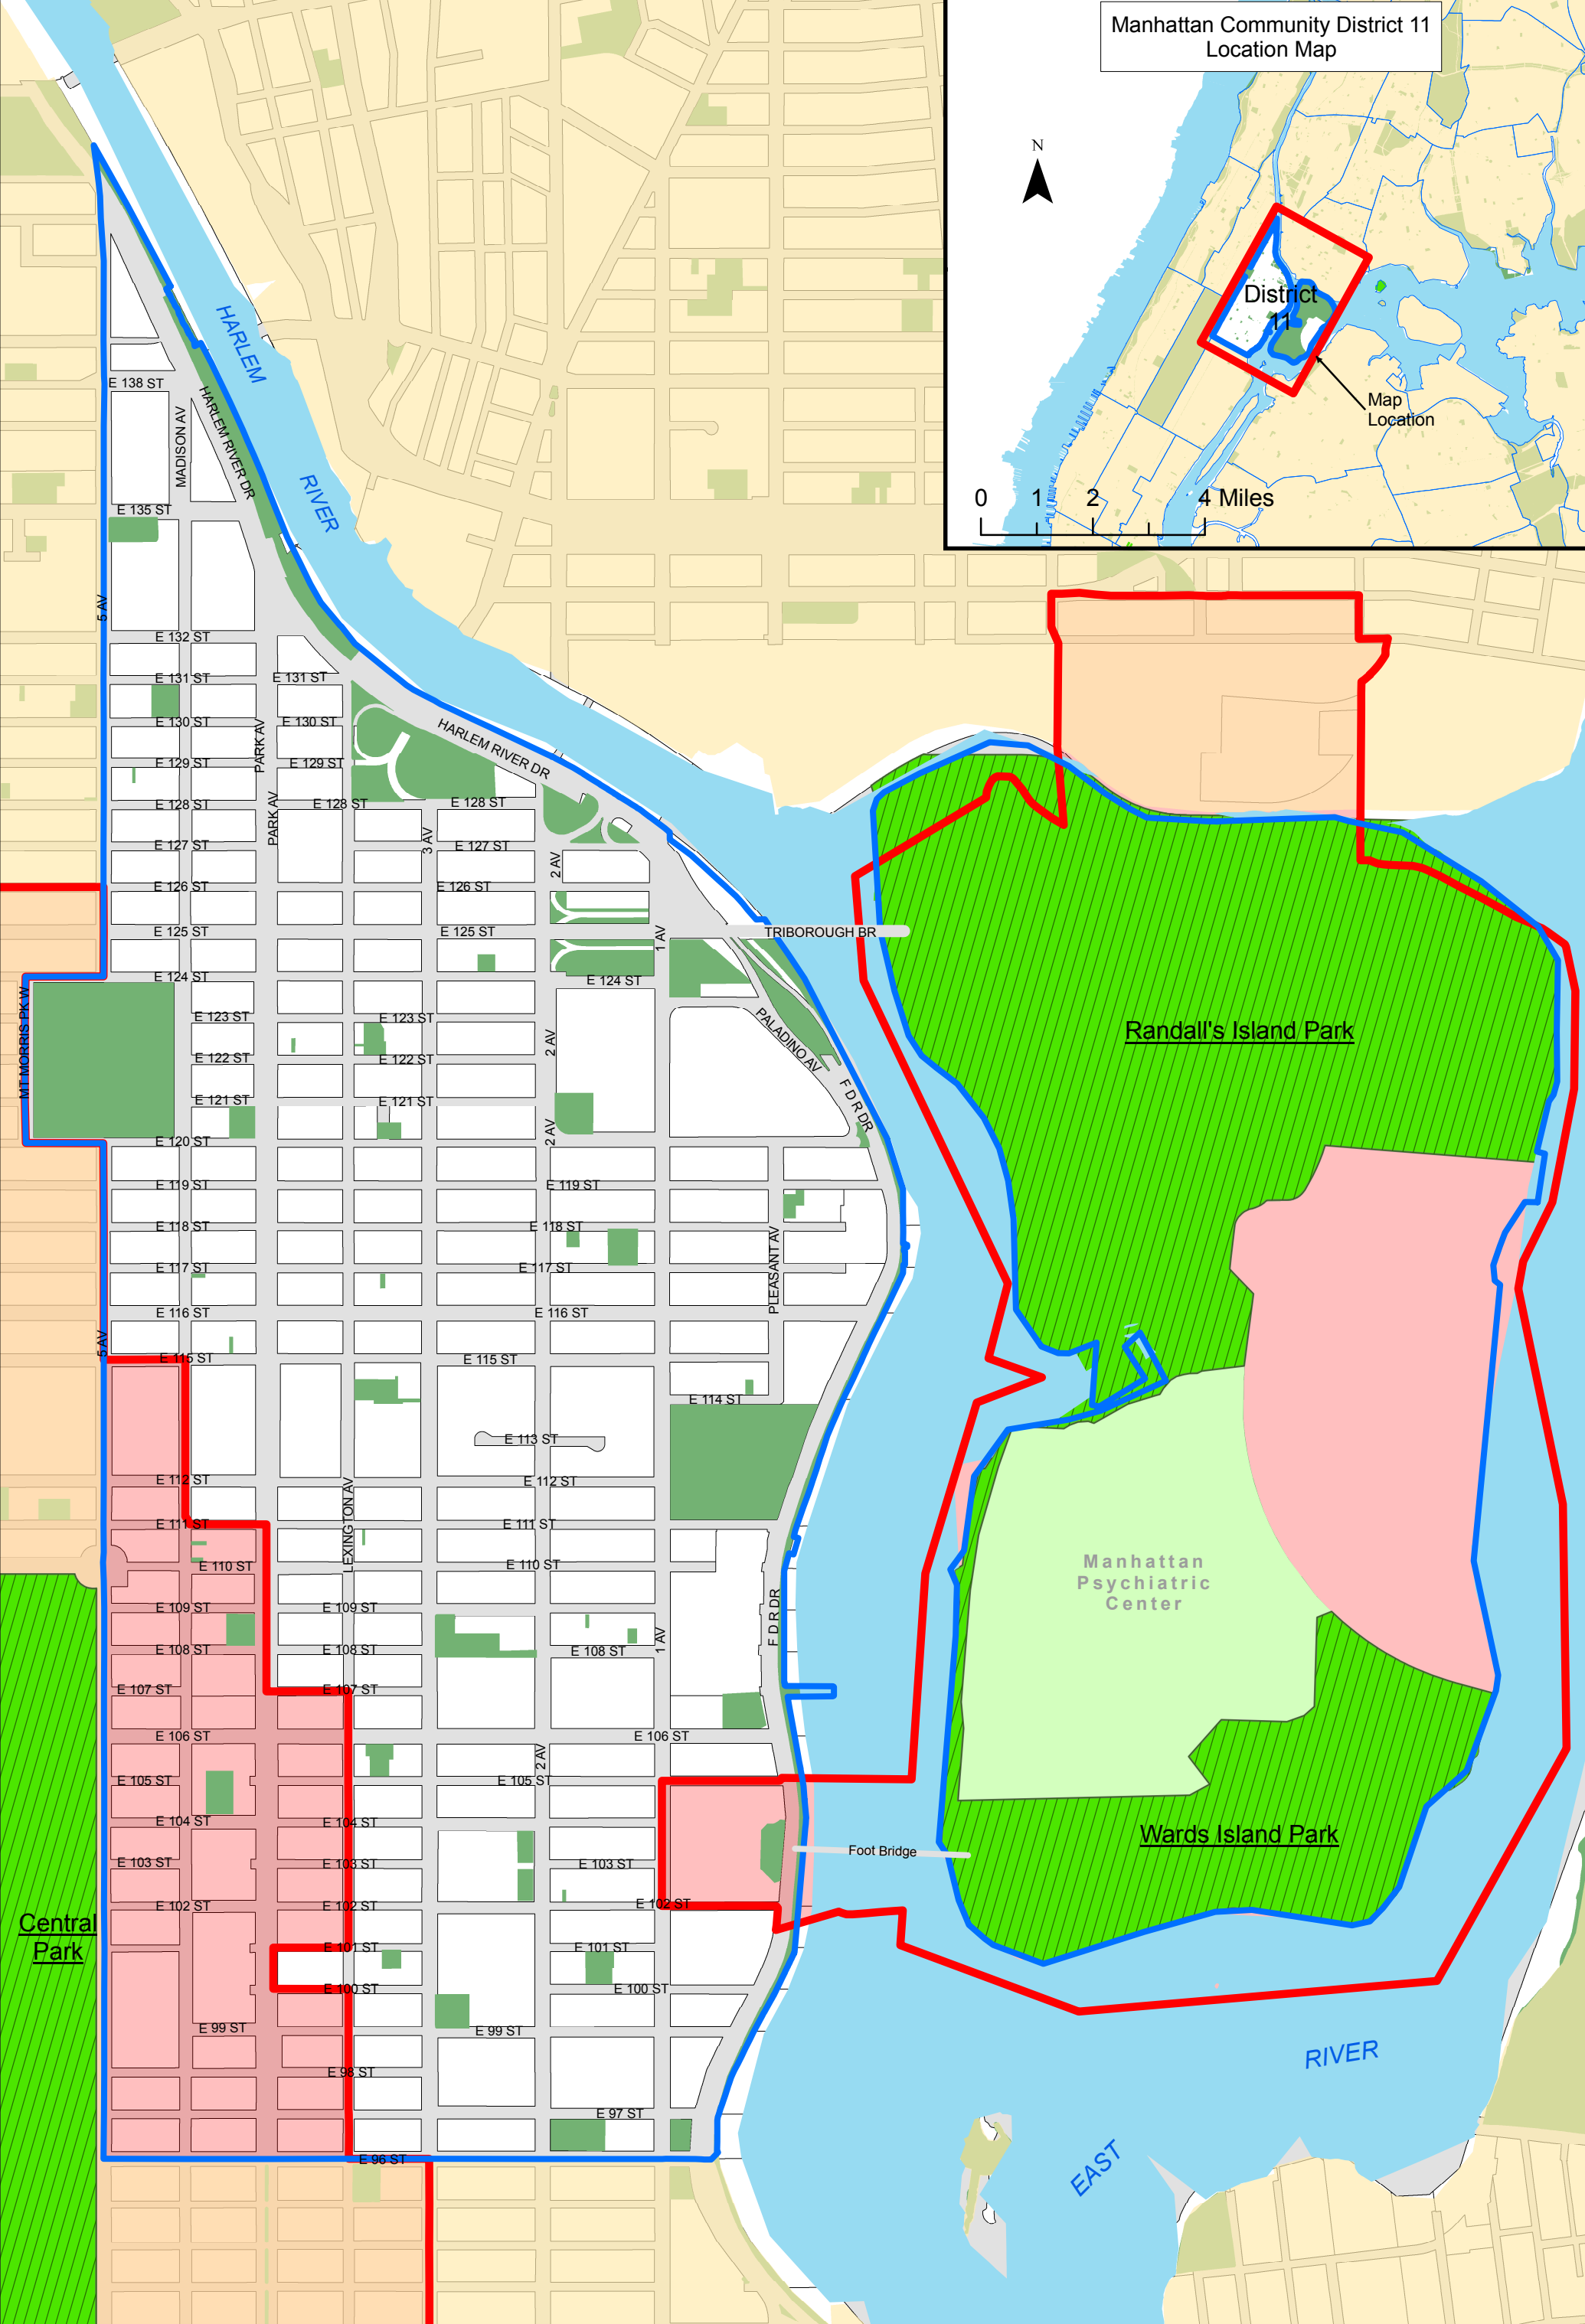 Manhattan Community District 11
Location Map
N
District
11
Map
Location
0 1 2 4 Miles
HARLEM
RIVER
E 138 ST
MADISON AV
HARLEM RIVER DR
E 135 ST
5 AV
E 132 ST
E 131 ST
E 131 ST
E 130 ST
E 130 ST
PARK AV
HARLEM RIVER DR
E 129 ST
E 129 ST
E 128 ST
E 128 ST
E 128 ST
PARK AV
3 AV
E 127 ST
E 127 ST
2 AV
E 126 ST
E 126 ST
E 125 ST
E 125 ST
1 AV
TRIBOROUGH BR
E 124 ST
E 124 ST
MT MORRIS PK W
E 123 ST
E 123 ST
2 AV
PALADINO AV
Randall's Island Park
E 122 ST
E 122 ST
F D R DR
E 121 ST
E 121 ST
2 AV
E 120 ST
E 119 ST
E 119 ST
E 118 ST
E 118 ST
PLEASANT AV
E 117 ST
E 117 ST
E 116 ST
E 116 ST
5 AV
E 115 ST
E 115 ST
E 114 ST
E 113 ST
E 112 ST
E 112 ST
LEXINGTON AV
E 111 ST
E 111 ST
E 110 ST
E 110 ST
Manhattan
Psychiatric
Center
E 109 ST
E 109 ST
F D R DR
1 AV
E 108 ST
E 108 ST
E 108 ST
E 107 ST
E 107 ST
E 106 ST
E 106 ST
2 AV
E 105 ST
E 105 ST
E 104 ST
E 104 ST
Wards Island Park
Foot Bridge
E 103 ST
E 103 ST
E 103 ST
E 102 ST
E 102 ST
E 102 ST
Central
Park
E 101 ST
E 101 ST
E 100 ST
E 100 ST
E 99 ST
E 99 ST
E 98 ST
E 97 ST
E 96 ST
RIVER
EAST